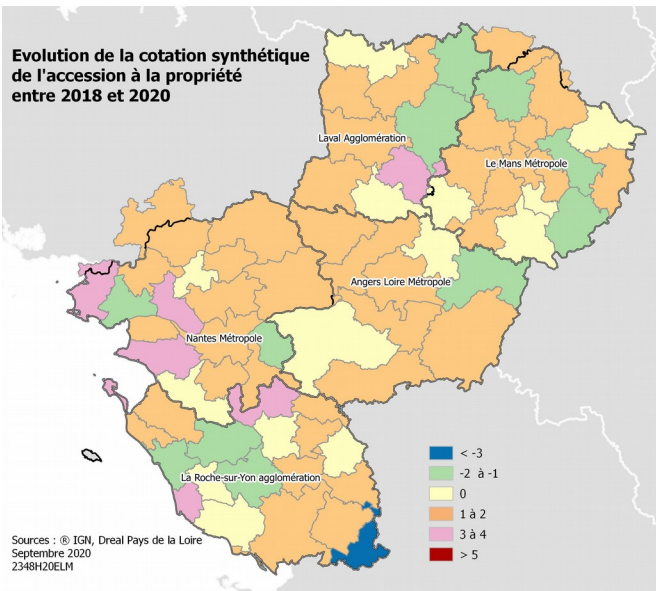 Evolution de la cotation synthétique
de l'accession à la propriété
entre 2018 et 2020
Laval Agglomération
Le Mans Métropole
Angers Loire Métropole
Nantes Métropole
La Roche-sur-Yon agglomération
< -3
-2 à -1
0
1 à 2
3 à 4
> 5
Sources : ® IGN, Dreal Pays de la Loire
Septembre 2020
2348H20ELM